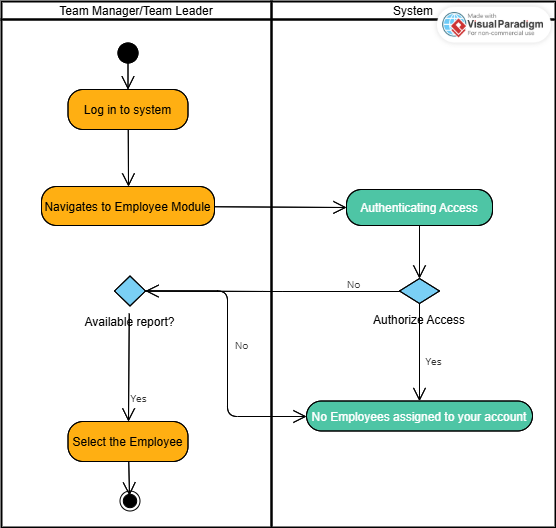 Team Manager/Team Leader
System
Made with
VisualParadigm
For non-commercial use
Log in to system
Navigates to Employee Module
Authenticating Access
No
Available report?
Authorize Access
No
Yes
Yes
No Employees assigned to your account
Select the Employee